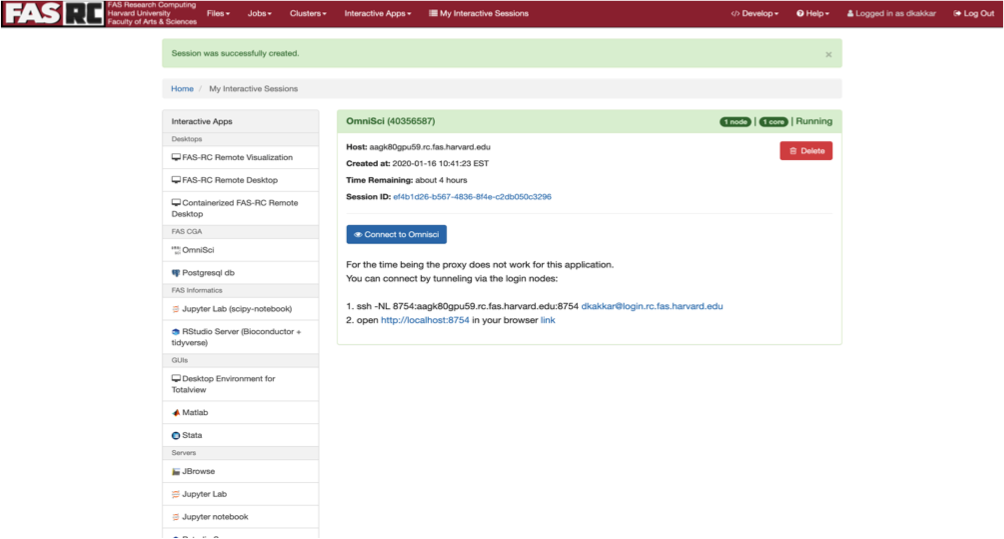 FAS RC
FAS Research Computing
Harvard University
Faculty of Arts & Sciences
Files
Jobs
Clusters
Interactive Apps
My Interactive Sessions
</> Develop
Help
Logged in as dkakkar
Log Out
Session was successfully created.
×
Home / My Interactive Sessions
Interactive Apps
Desktops
FAS-RC Remote Visualization
FAS-RC Remote Desktop
Containerized FAS-RC Remote
Desktop
FAS CGA
OmniSci
Postgresql db
FAS Informatics
Jupyter Lab (scipy-notebook)
RStudio Server (Bioconductor +
tidyverse)
GUIs
Desktop Environment for
Totalview
Matlab
Stata
Servers
JBrowse
Jupyter Lab
Jupyter notebook
OmniSci (40356587)
1 node | 1 core | Running
Host: aagk80gpu59.rc.fas.harvard.edu
Delete
Created at: 2020-01-16 10:41:23 EST
Time Remaining: about 4 hours
Session ID: ef4b1d26-b567-4836-8f4e-c2db050c3296
Connect to Omnisci
For the time being the proxy does not work for this application.
You can connect by tunneling via the login nodes:
1. ssh -NL 8754:aagk80gpu59.rc.fas.harvard.edu:8754 dkakkar@login.rc.fas.harvard.edu
2. open http://localhost:8754 in your browser link